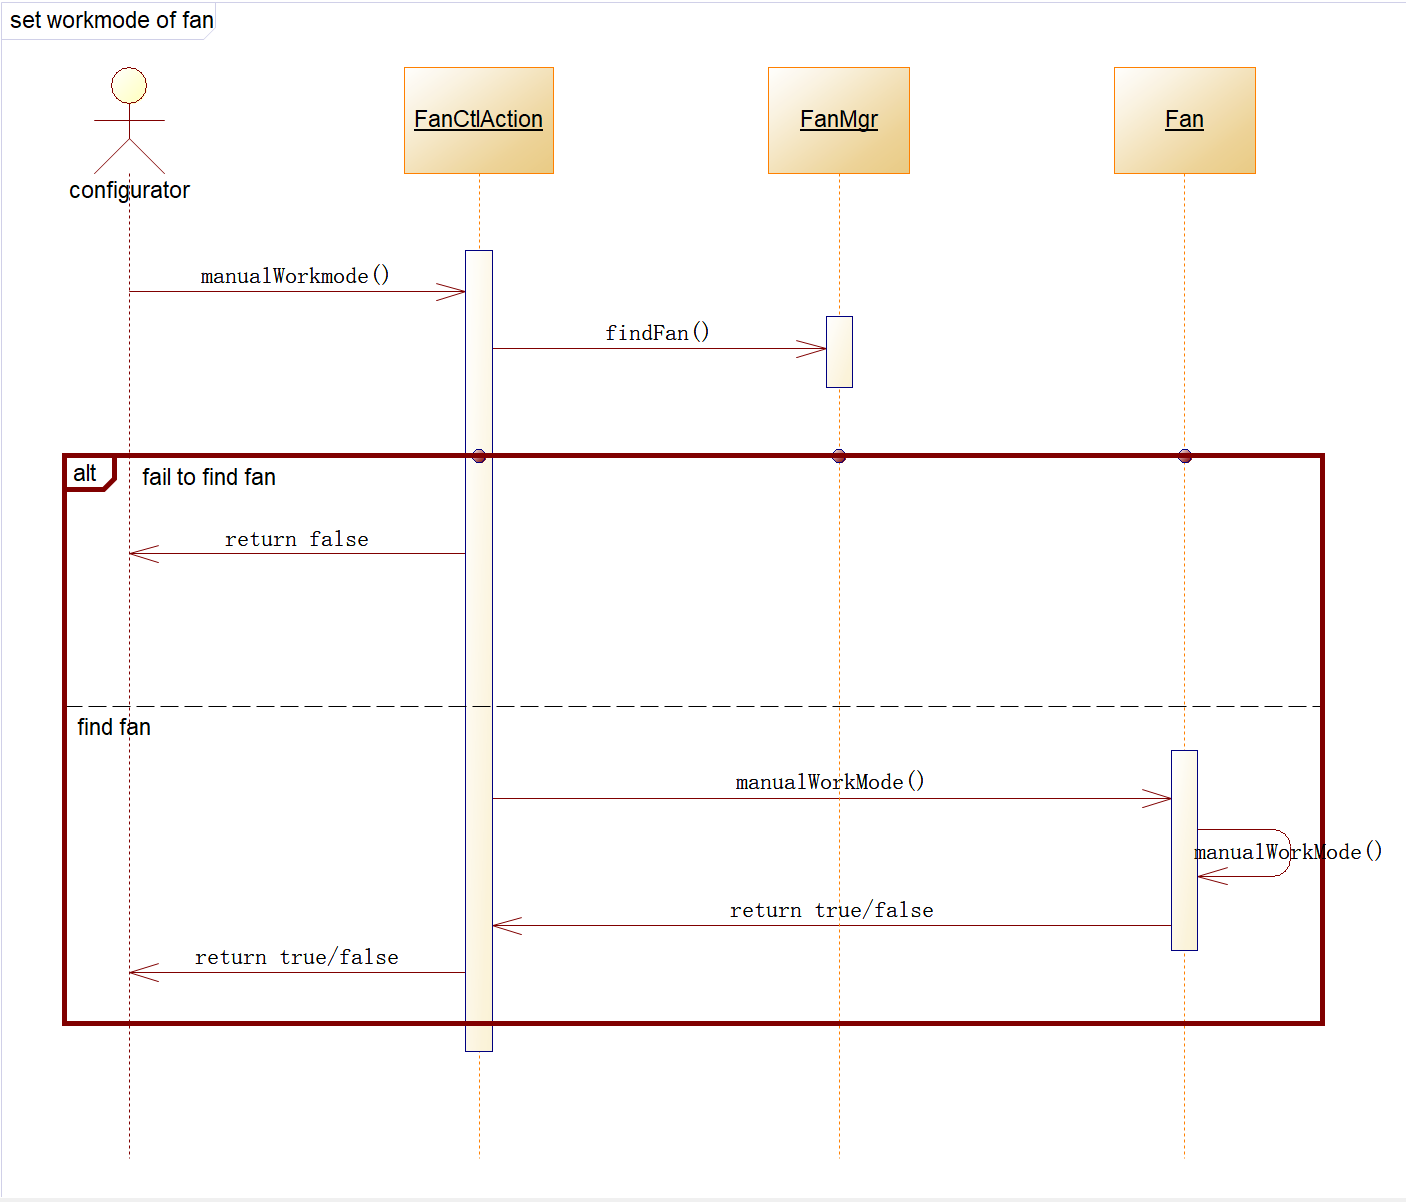 set workmode of fan
configurator
FanCtlAction
FanMgr
Fan
manualWorkmode()
findFan()
alt
fail to find fan
return false
find fan
manualWorkMode()
manualWorkMode()
return true/false
return true/false